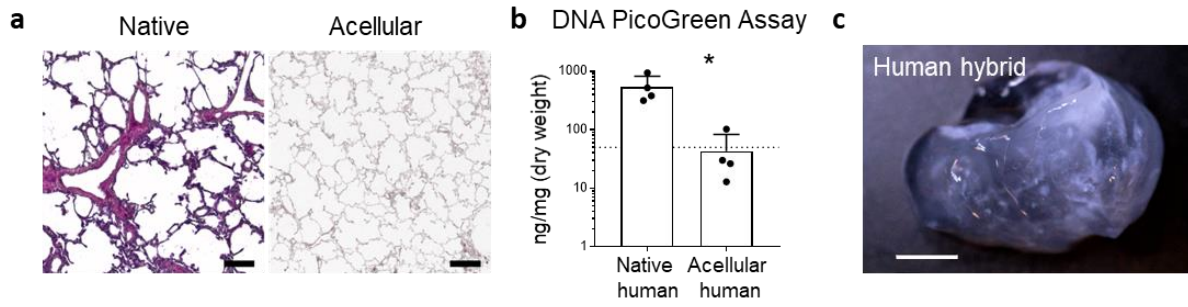 a
Native
Acellular
b
DNA PicoGreen Assay
ng/mg (dry weight)
1000
100
10
1
*
Native
human
Acellular
human
c
Human hybrid